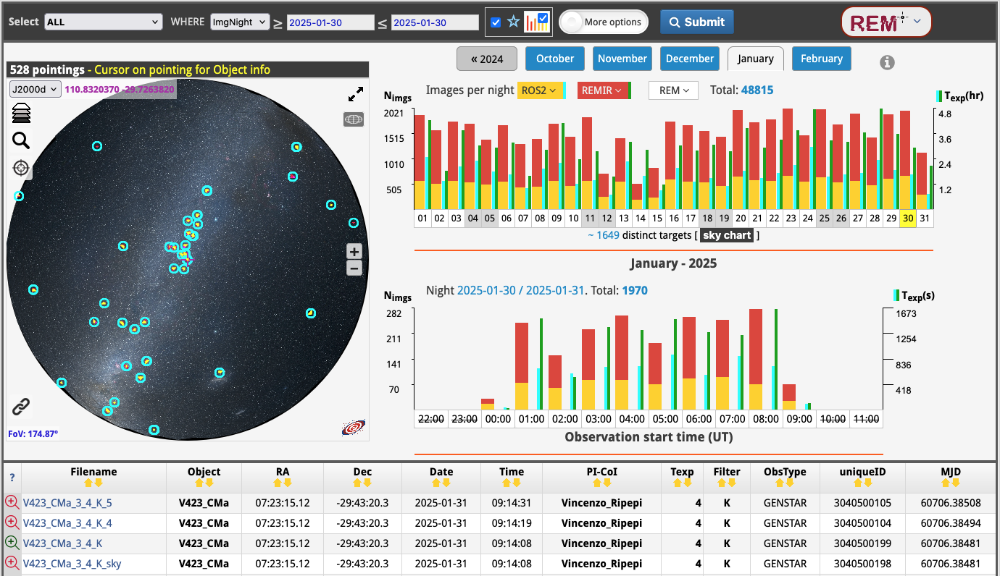 Select ALL WHERE ImgNight ≥ 2025-01-30 ≤ 2025-01-30 More options Submit REM
« 2024 October November December January February
528 pointings - Cursor on pointing for Object info
J2000d 110.8320370 -29.7263820
FoV: 174.87°
Images per night ROS2 REMIR REM Total: 48815
Nimgs Texp(hr)
2021 4.8
1515 3.6
1010 2.4
505 1.2
01 02 03 04 05 06 07 08 09 10 11 12 13 14 15 16 17 18 19 20 21 22 23 24 25 26 27 28 29 30 31
~ 1649 distinct targets [ sky chart ]
January - 2025
Night 2025-01-30 / 2025-01-31. Total: 1970
Nimgs Texp(s)
282 1673
211 1254
141 836
70 418
22:00 23:00 00:00 01:00 02:00 03:00 04:00 05:00 06:00 07:00 08:00 09:00 10:00 11:00
Observation start time (UT)
? Filename Object RA Dec Date Time PI-CoI Texp Filter ObsType uniqueID MJD
V423_CMa_3_4_K_5 V423_CMa 07:23:15.12 -29:43:20.3 2025-01-31 09:14:31 Vincenzo_Ripepi 4 K GENSTAR 3040500105 60706.38508
V423_CMa_3_4_K_4 V423_CMa 07:23:15.12 -29:43:20.3 2025-01-31 09:14:19 Vincenzo_Ripepi 4 K GENSTAR 3040500104 60706.38494
V423_CMa_3_4_K V423_CMa 07:23:15.12 -29:43:20.3 2025-01-31 09:14:08 Vincenzo_Ripepi 4 K GENSTAR 3040500199 60706.38481
V423_CMa_3_4_K_sky V423_CMa 07:23:15.12 -29:43:20.3 2025-01-31 09:14:08 Vincenzo_Ripepi 4 K GENSTAR 3040500198 60706.38481